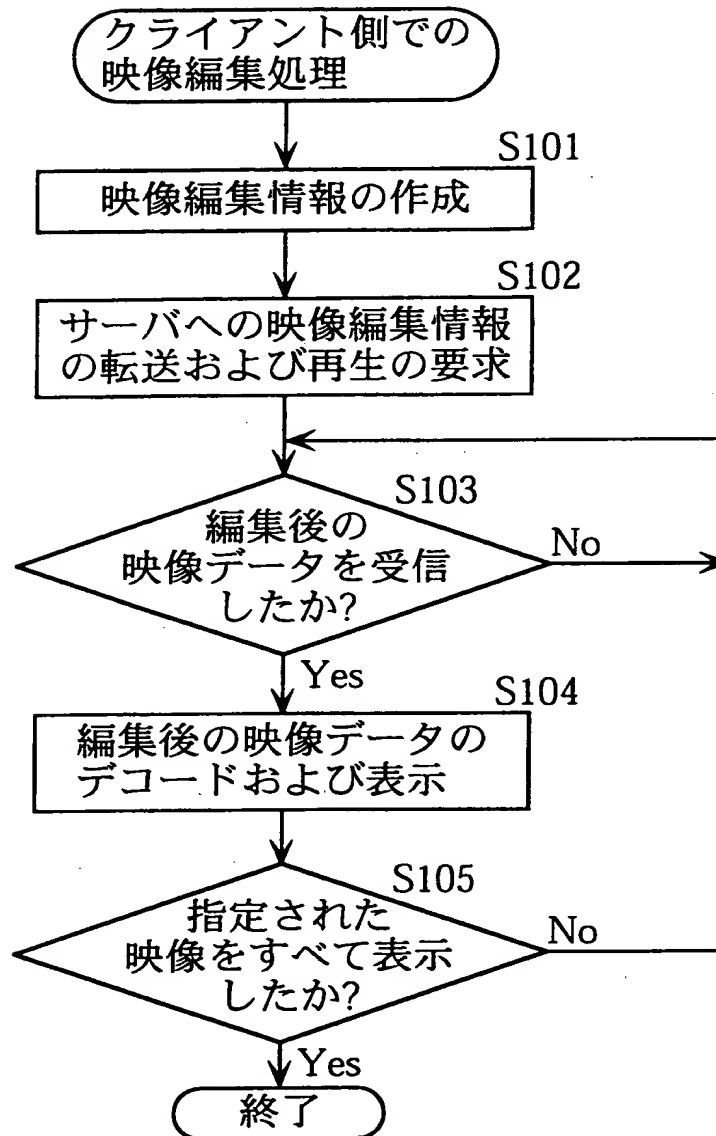 クライアント側での
映像編集処理
S101
映像編集情報の作成
S102
サーバへの映像編集情報
の転送および再生の要求
S103
編集後の
映像データを受信
したか?
No
Yes
S104
編集後の映像データの
デコードおよび表示
S105
指定された
映像をすべて表示
したか?
No
Yes
終了